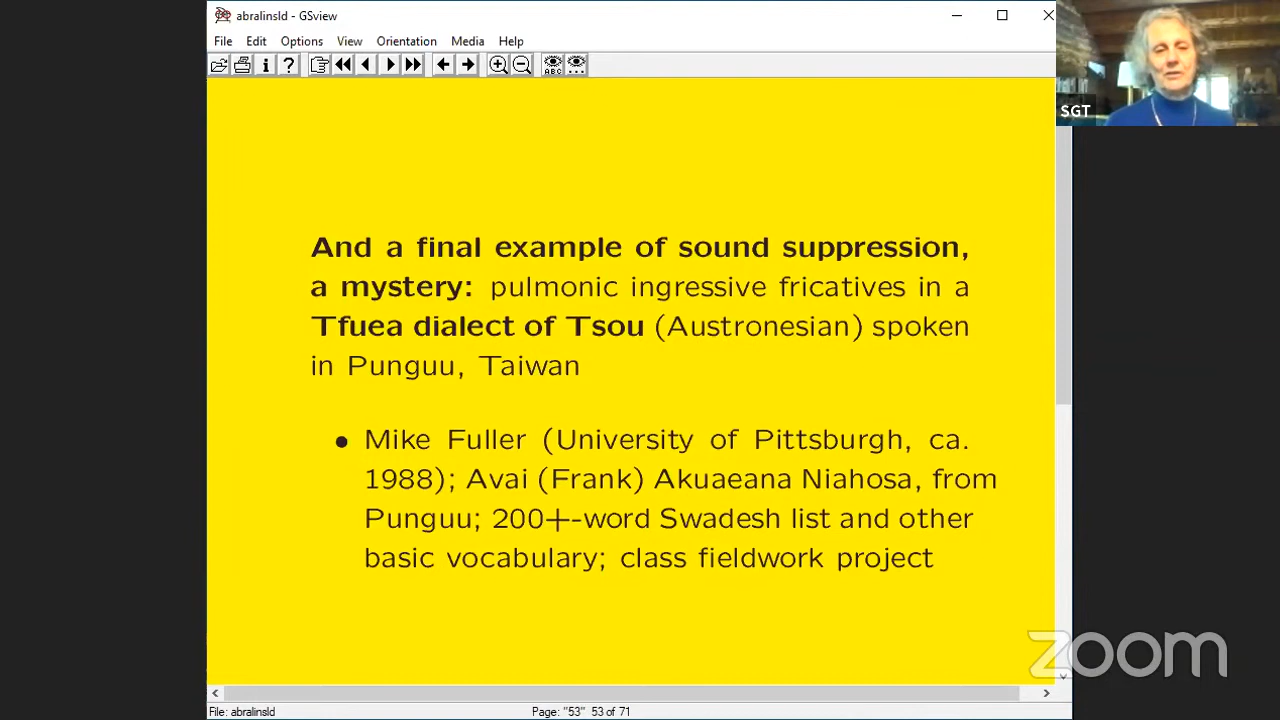 abralinsld - GSview
File Edit Options View Orientation Media Help
ABC
SGT
And a final example of sound suppression,
a mystery: pulmonic ingressive fricatives in a
Tfuea dialect of Tsou (Austronesian) spoken
in Punguu, Taiwan
• Mike Fuller (University of Pittsburgh, ca.
1988); Avai (Frank) Akuaeana Niahosa, from
Punguu; 200+-word Swadesh list and other
basic vocabulary; class fieldwork project
zoom
File: abralinsld Page: "53" 53 of 71